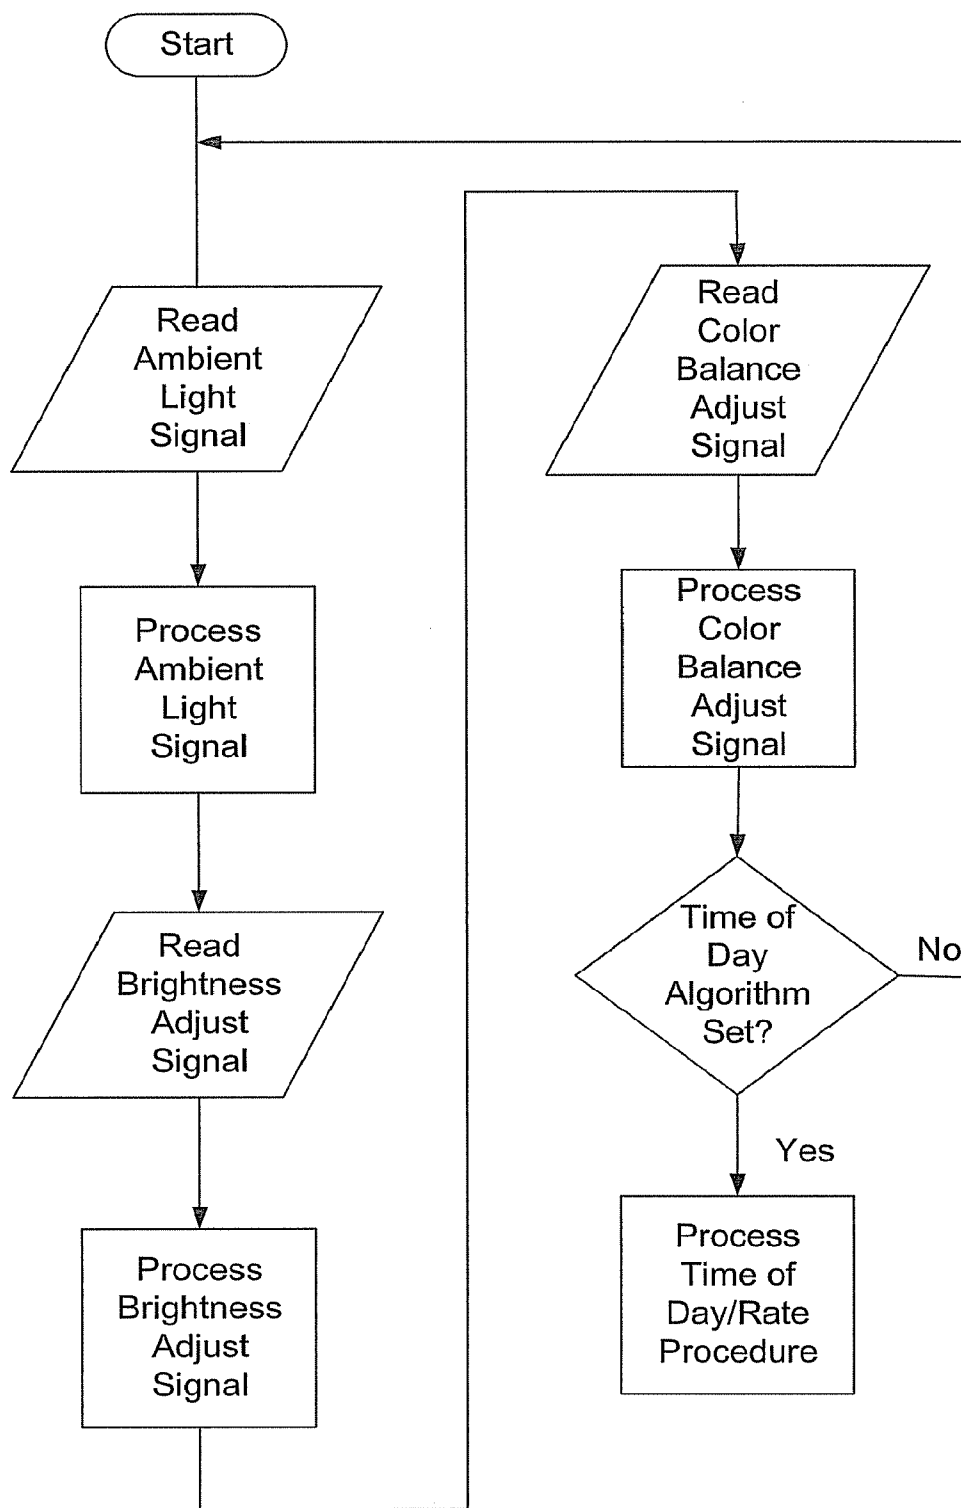 Start
Read
Ambient
Light
Signal
Process
Ambient
Light
Signal
Read
Brightness
Adjust
Signal
Process
Brightness
Adjust
Signal
Read
Color
Balance
Adjust
Signal
Process
Color
Balance
Adjust
Signal
Time of
Day
Algorithm
Set?
No
Yes
Process
Time of
Day/Rate
Procedure